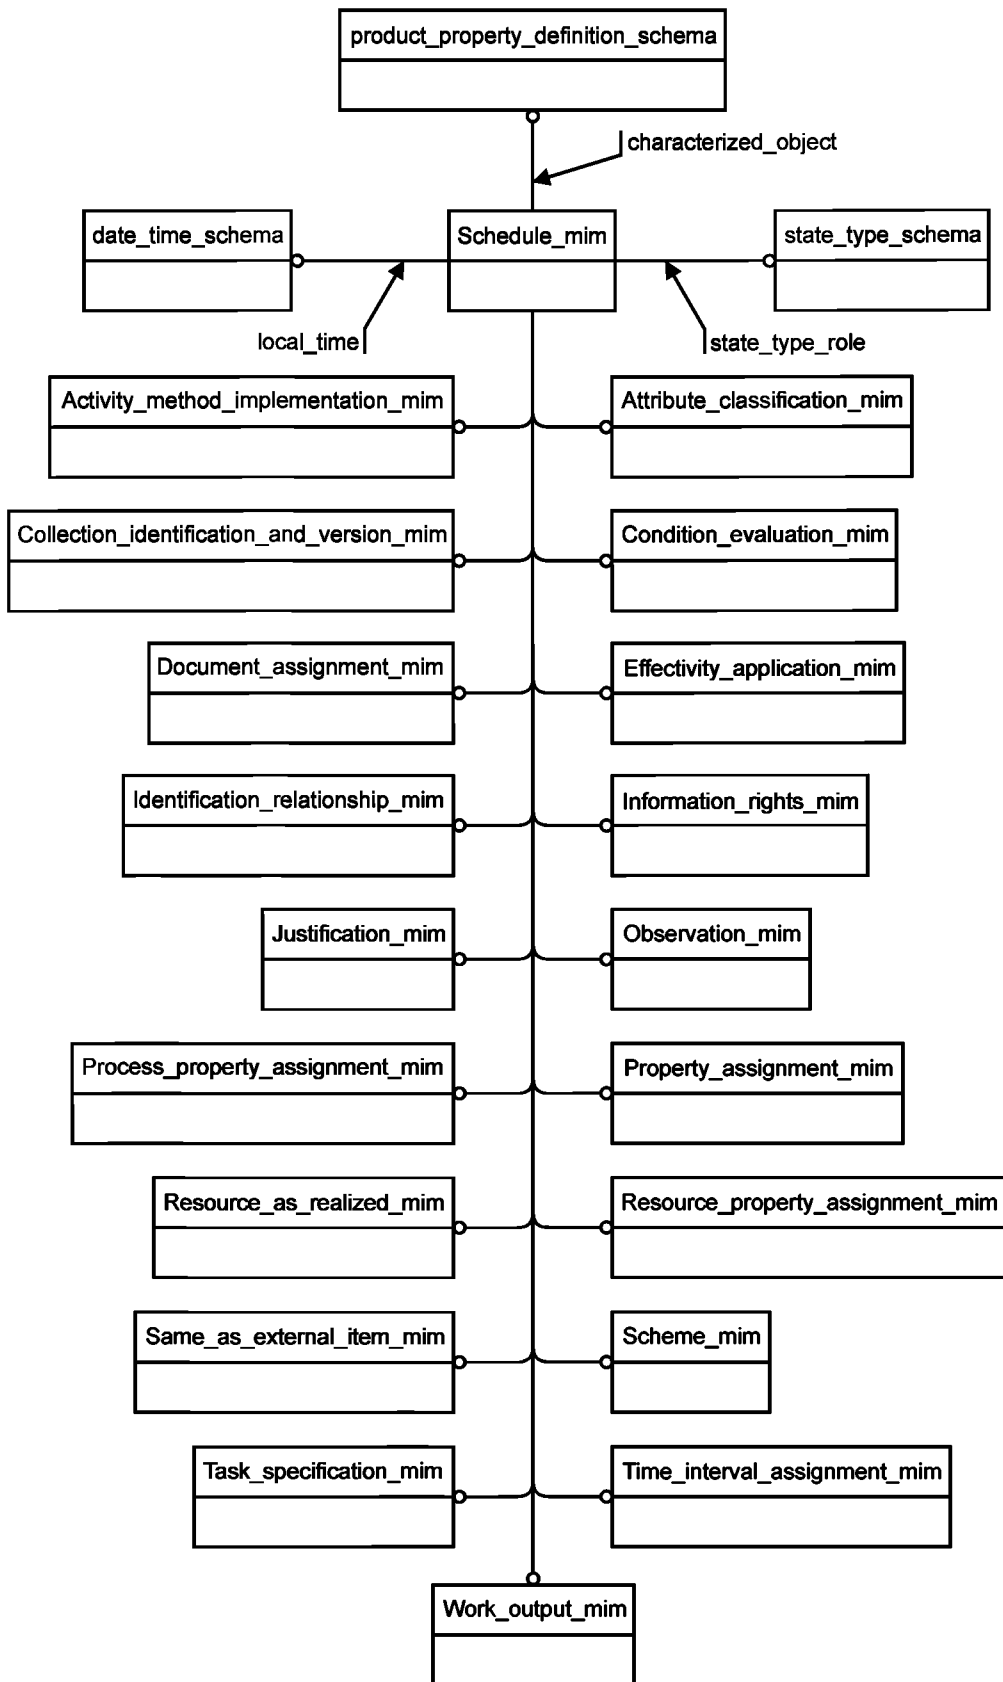 product_property_definition_schema
characterized_object
date_time_schema
Schedule_mim
state_type_schema
local_time
state_type_role
Activity_method_implementation_mim
Attribute_classification_mim
Collection_identification_and_version_mim
Condition_evaluation_mim
Document_assignment_mim
Effectivity_application_mim
Identification_relationship_mim
Information_rights_mim
Justification_mim
Observation_mim
Process_property_assignment_mim
Property_assignment_mim
Resource_as_realized_mim
Resource_property_assignment_mim
Same_as_external_item_mim
Scheme_mim
Task_specification_mim
Time_interval_assignment_mim
Work_output_mim